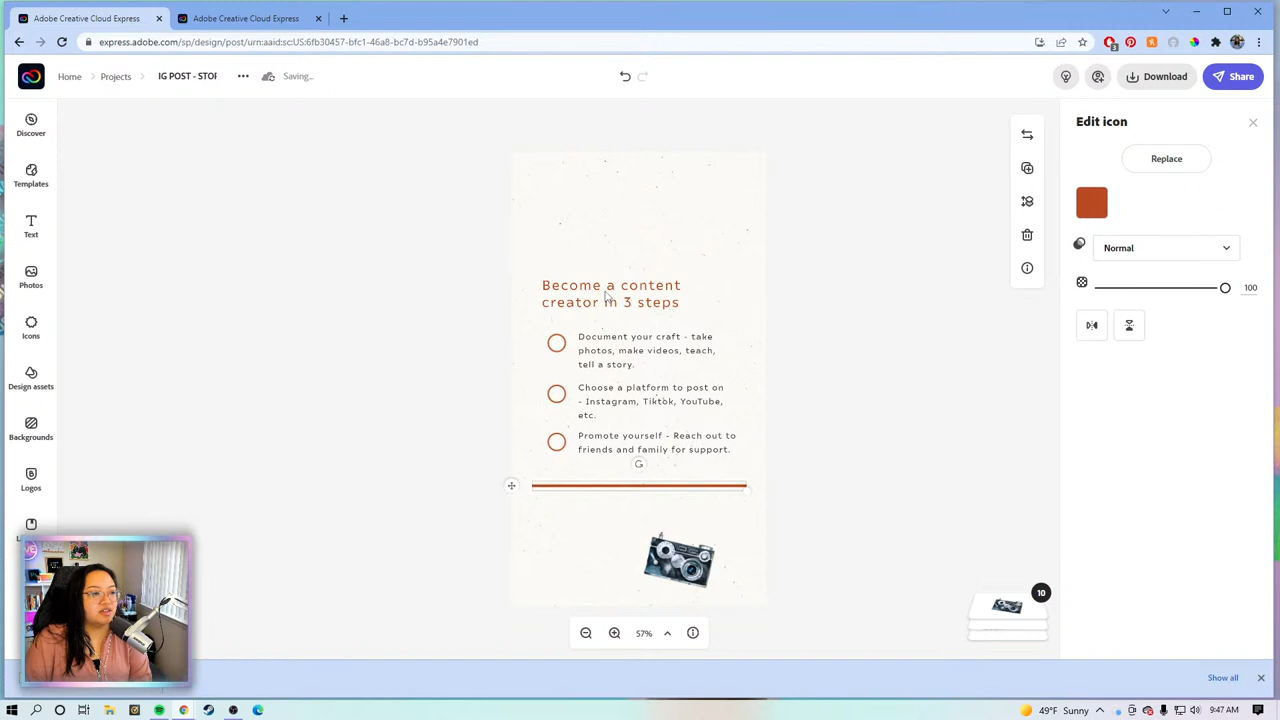 Adobe Creative Cloud Express
Adobe Creative Cloud Express
express.adobe.com/sp/design/post/urn:aaid:sc:US:6fb30457-bfc1-46a8-bc7d-b95a4e7901ed
Home
Projects
IG POST - STOF
Saving...
Download
Share
Discover
Templates
Text
Photos
Icons
Design assets
Backgrounds
Logos
Edit icon
Replace
Normal
100
Become a content
creator in 3 steps
Document your craft - take
photos, make videos, teach,
tell a story.
Choose a platform to post on
- Instagram, Tiktok, YouTube,
etc.
Promote yourself - Reach out to
friends and family for support.
10
57%
Show all
49°F Sunny
9:47 AM